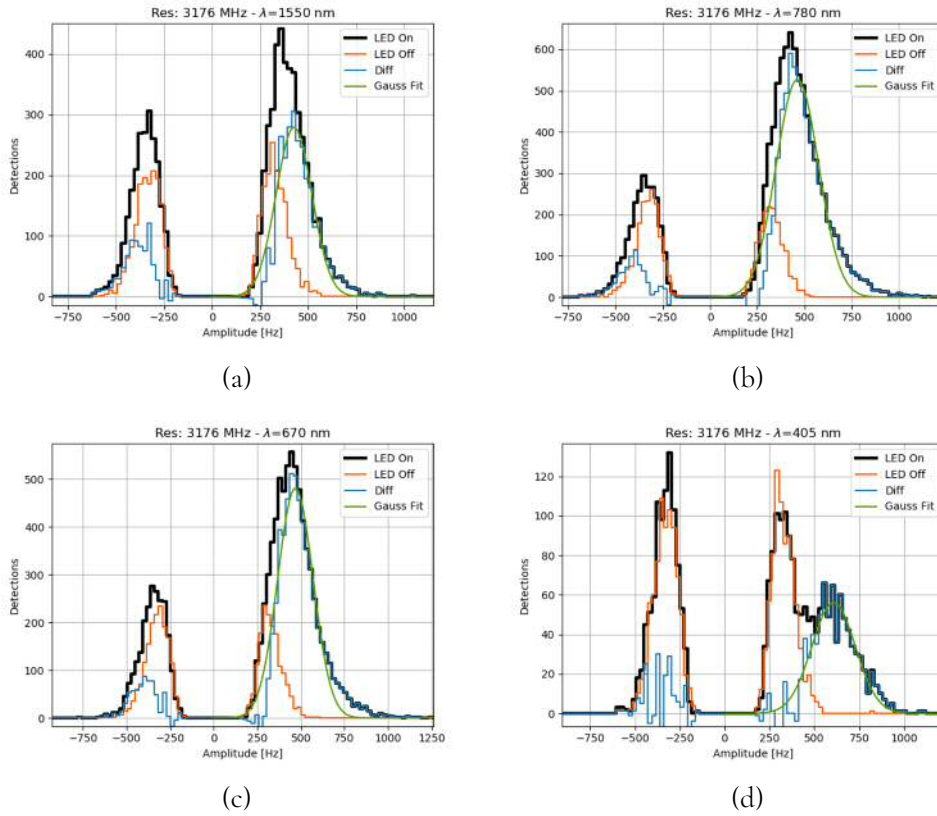 Res: 3176 MHz - λ=1550 nm
LED On
LED Off
Diff
Gauss Fit
Detections
400
300
200
100
0
−750 −500 −250 0 250 500 750 1000
Amplitude [Hz]
(a)
Res: 3176 MHz - λ=780 nm
LED On
LED Off
Diff
Gauss Fit
Detections
600
500
400
300
200
100
0
−750 −500 −250 0 250 500 750 1000
Amplitude [Hz]
(b)
Res: 3176 MHz - λ=670 nm
LED On
LED Off
Diff
Gauss Fit
Detections
500
400
300
200
100
0
−750 −500 −250 0 250 500 750 1000 1250
Amplitude [Hz]
(c)
Res: 3176 MHz - λ=405 nm
LED On
LED Off
Diff
Gauss Fit
Detections
120
100
80
60
40
20
0
−750 −500 −250 0 250 500 750 1000
Amplitude [Hz]
(d)